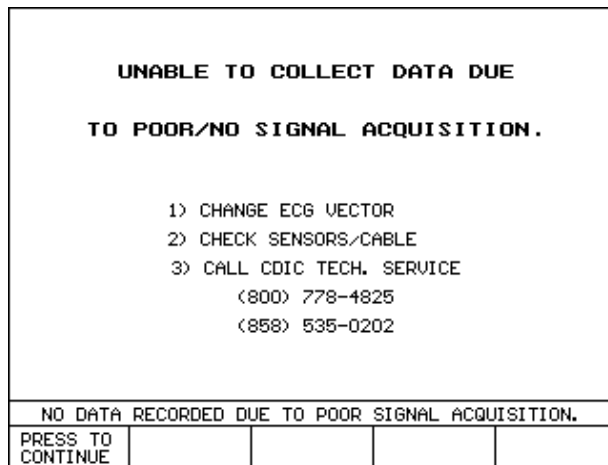 UNABLE TO COLLECT DATA DUE
TO POOR/NO SIGNAL ACQUISITION.
1) CHANGE ECG VECTOR
2) CHECK SENSORS/CABLE
3) CALL CDIC TECH. SERVICE
(800) 778-4825
(858) 535-0202
NO DATA RECORDED DUE TO POOR SIGNAL ACQUISITION.
PRESS TO
CONTINUE